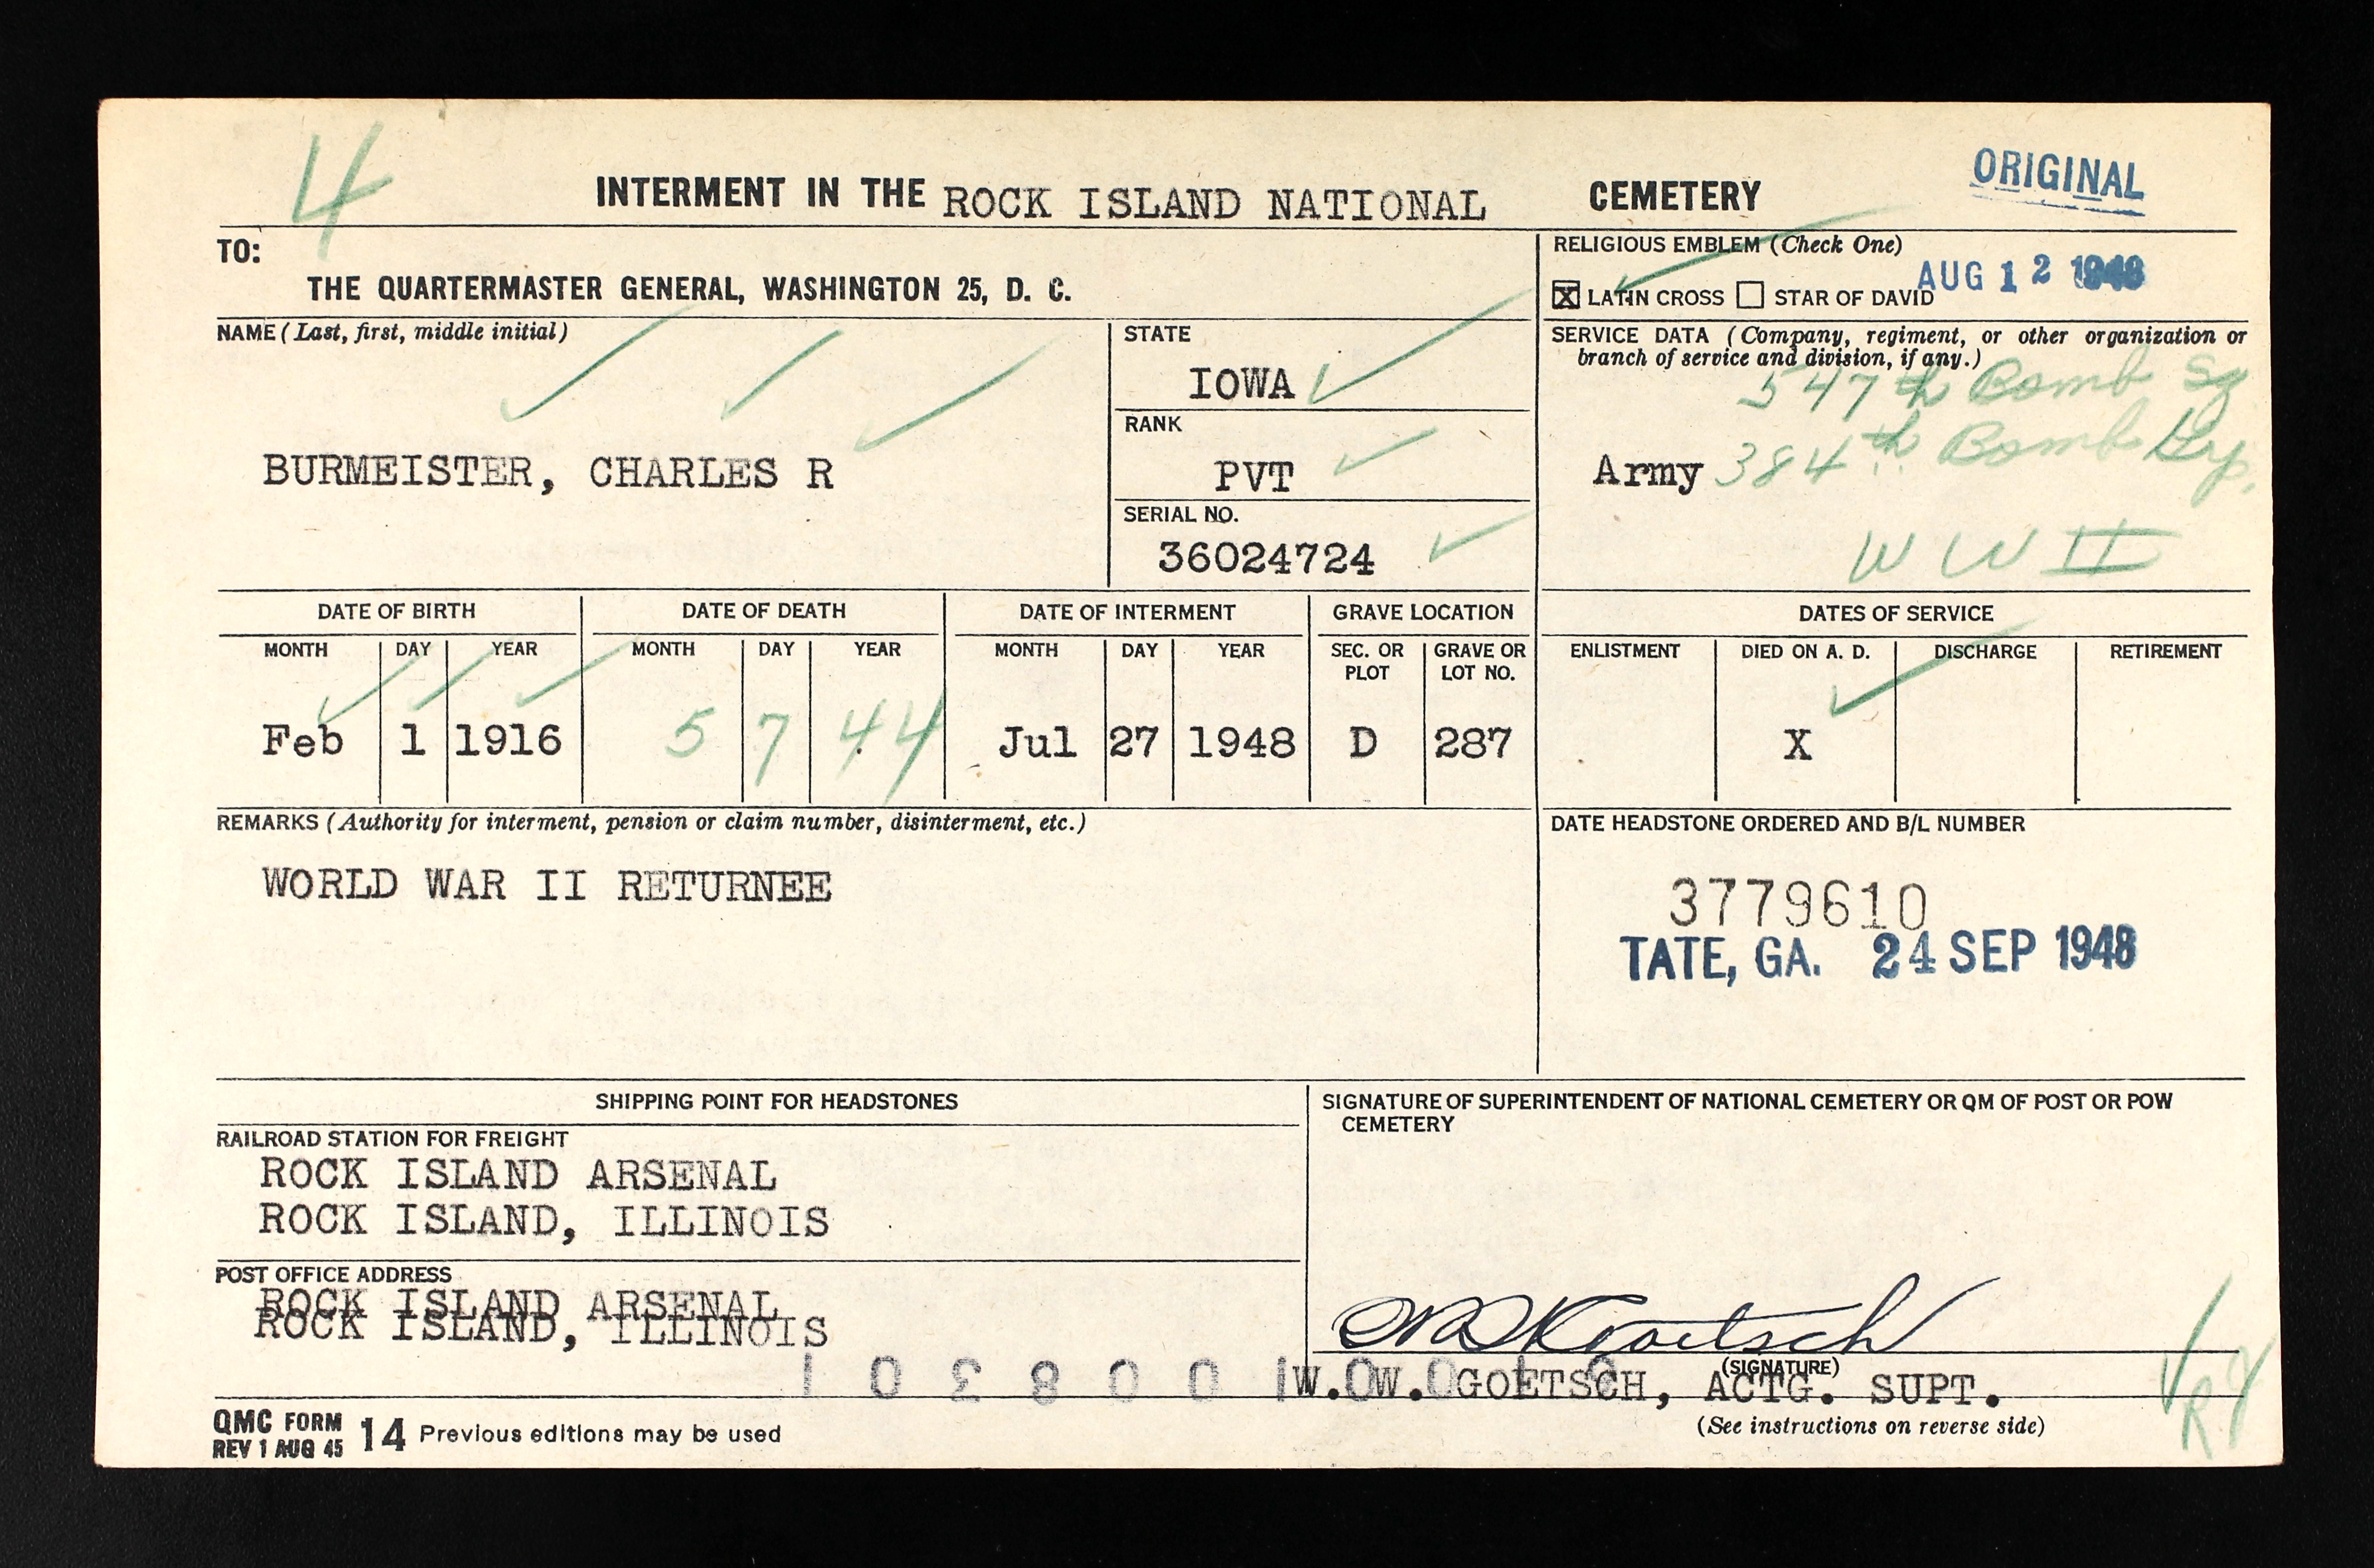 4
INTERMENT IN THE ROCK ISLAND NATIONAL CEMETERY
ORIGINAL
TO:
THE QUARTERMASTER GENERAL, WASHINGTON 25, D. C.
RELIGIOUS EMBLEM (Check One)
X LATIN CROSS STAR OF DAVID
AUG 12 1948
NAME (Last, first, middle initial)
BURMEISTER, CHARLES R
STATE
IOWA
RANK
PVT
SERIAL NO.
36024724
SERVICE DATA (Company, regiment, or other organization or
branch of service and division, if any.)
547th Bomb Sq
Army 384th Bomb Grp.
WW II
DATE OF BIRTH
MONTH DAY YEAR
Feb 1 1916
DATE OF DEATH
MONTH DAY YEAR
5 7 44
DATE OF INTERMENT
MONTH DAY YEAR
Jul 27 1948
GRAVE LOCATION
SEC. OR PLOT
D
GRAVE OR LOT NO.
287
DATES OF SERVICE
ENLISTMENT DIED ON A. D. DISCHARGE RETIREMENT
X
REMARKS (Authority for interment, pension or claim number, disinterment, etc.)
WORLD WAR II RETURNEE
DATE HEADSTONE ORDERED AND B/L NUMBER
3779610
TATE, GA. 24 SEP 1948
SHIPPING POINT FOR HEADSTONES
RAILROAD STATION FOR FREIGHT
ROCK ISLAND ARSENAL
ROCK ISLAND, ILLINOIS
POST OFFICE ADDRESS
ROCK ISLAND ARSENAL
ROCK ISLAND, ILLINOIS
SIGNATURE OF SUPERINTENDENT OF NATIONAL CEMETERY OR QM OF POST OR POW
CEMETERY
(SIGNATURE)
W. W. GOETSCH, ACTG. SUPT.
(See instructions on reverse side)
QMC FORM
REV 1 AUG 45
14 Previous editions may be used